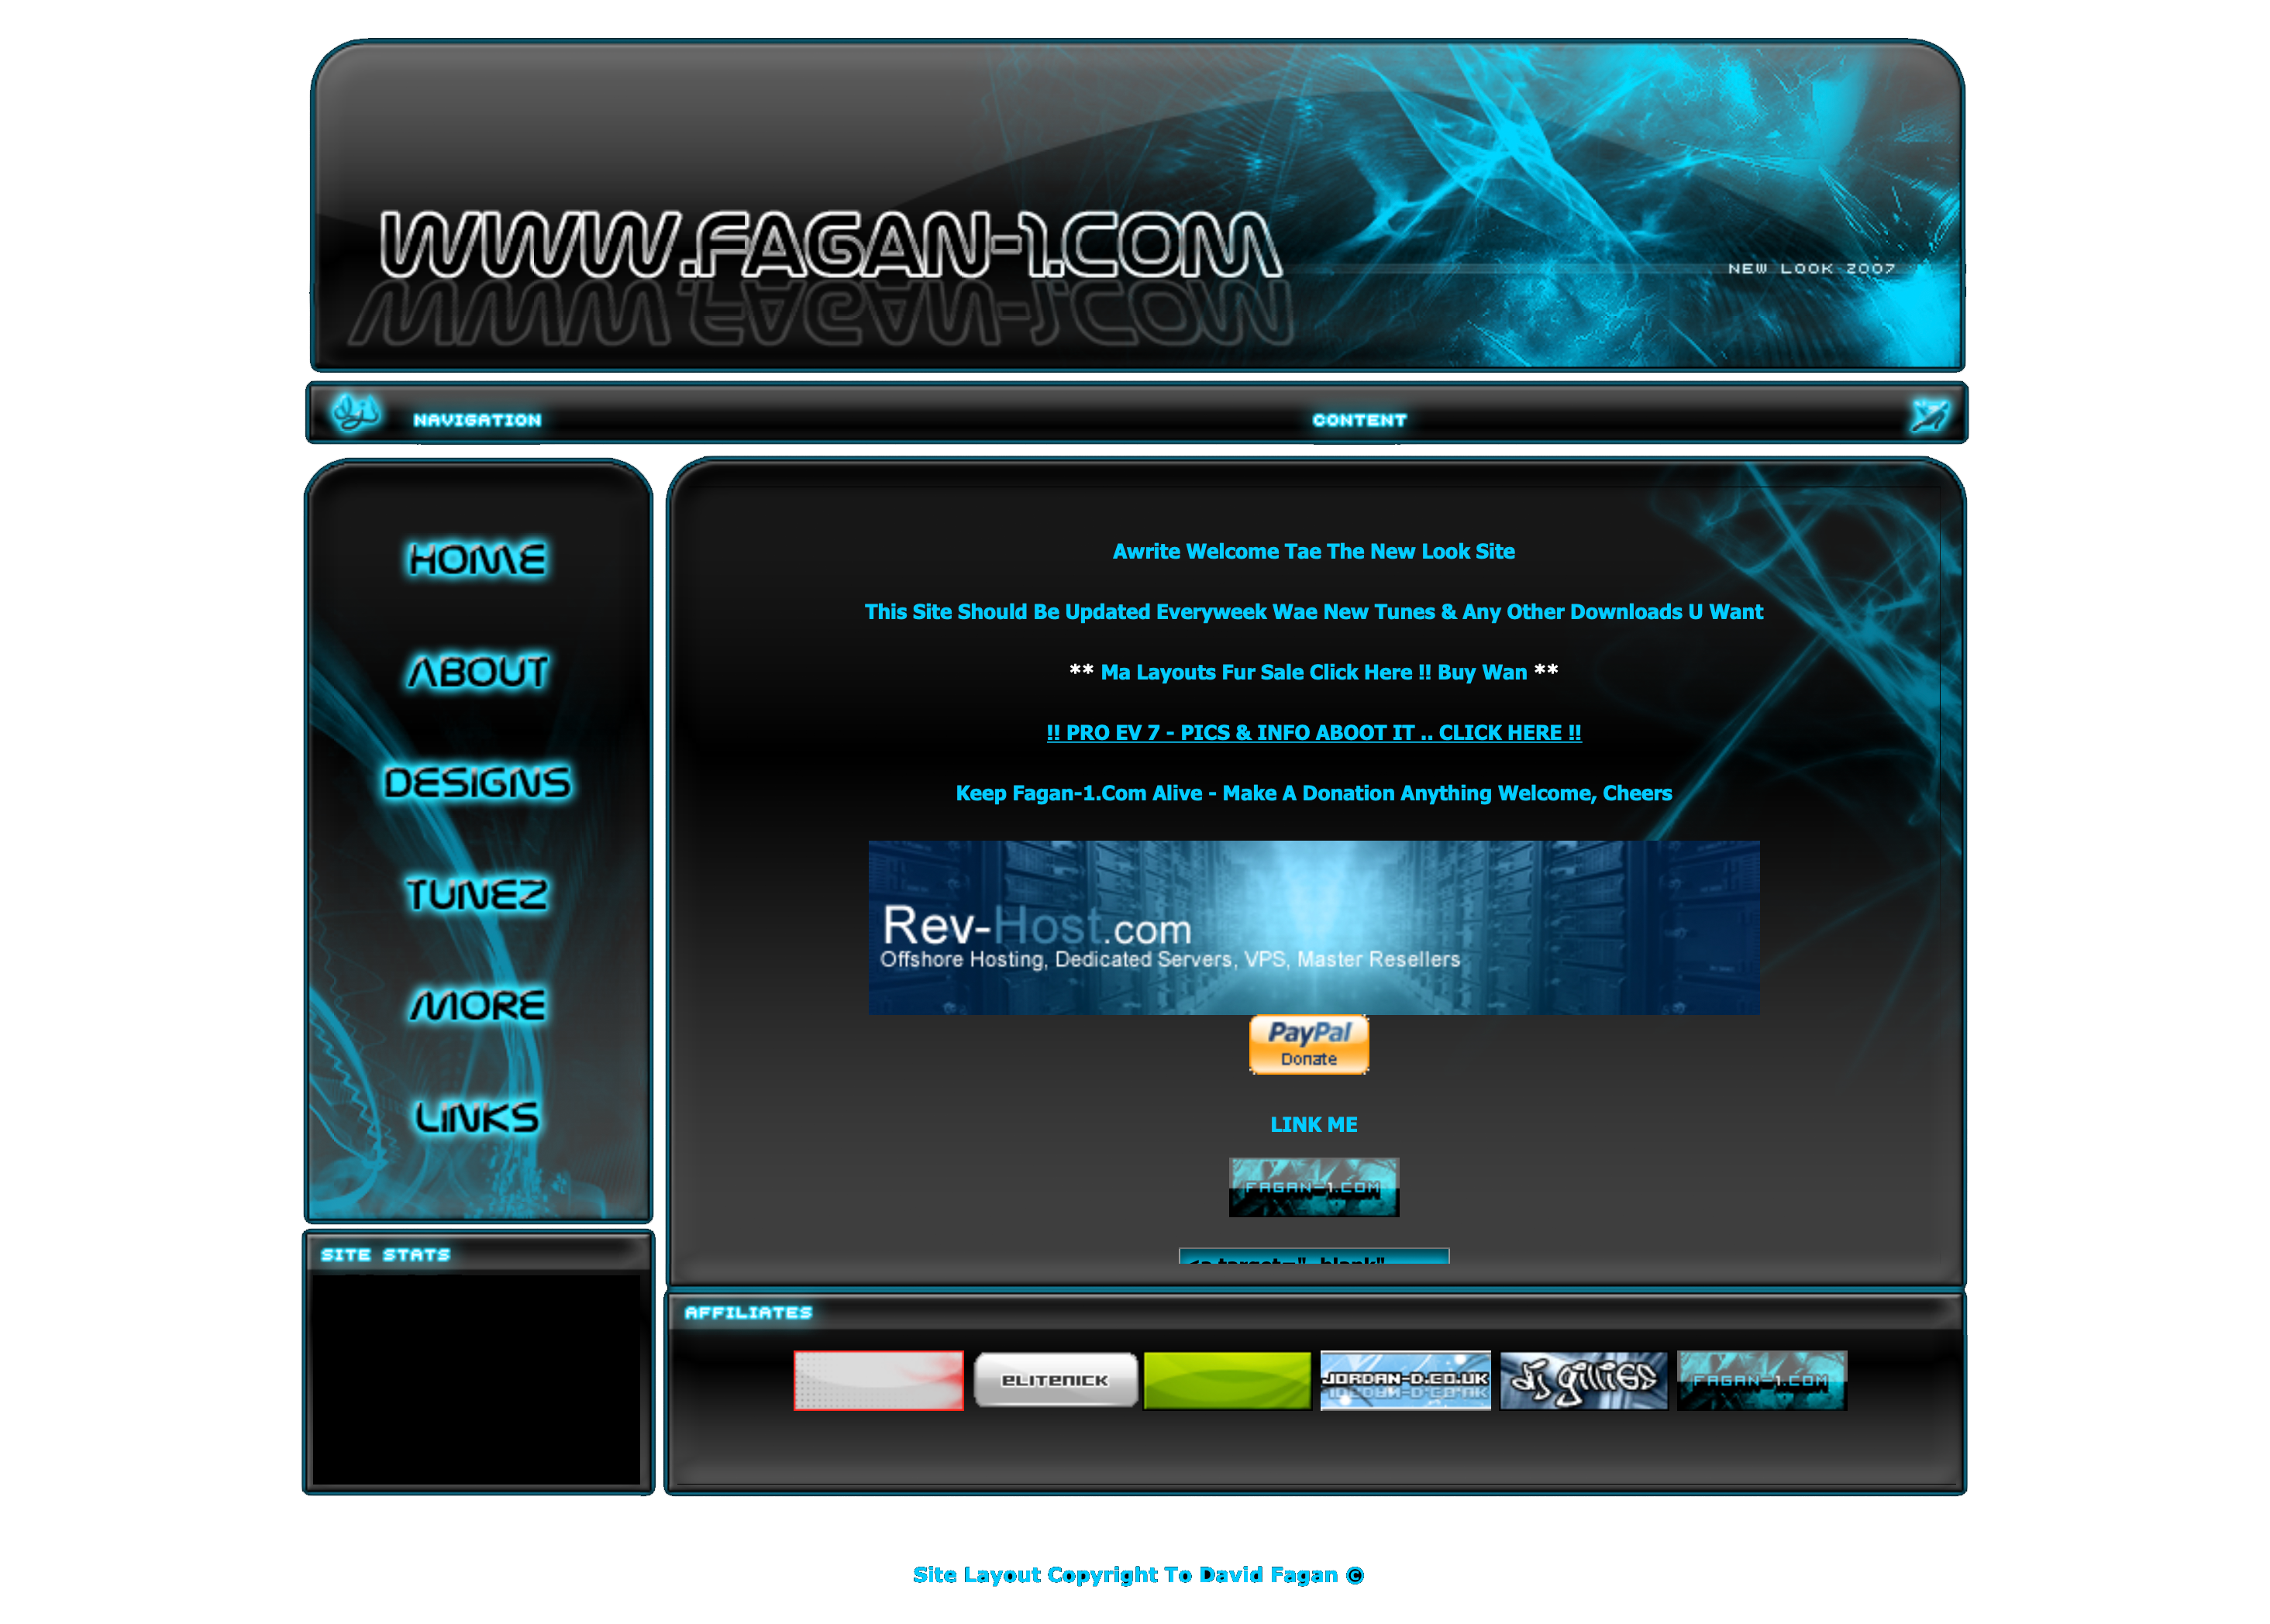 WWW.FAGAN-1.COM
NEW LOOK 2007
NAVIGATION
CONTENT
HOME
ABOUT
DESIGNS
TUNEZ
MORE
LINKS
SITE STATS
Awrite Welcome Tae The New Look Site
This Site Should Be Updated Everyweek Wae New Tunes & Any Other Downloads U Want
** Ma Layouts Fur Sale Click Here !! Buy Wan **
!! PRO EV 7 - PICS & INFO ABOOT IT .. CLICK HERE !!
Keep Fagan-1.Com Alive - Make A Donation Anything Welcome, Cheers
Rev-Host.com
Offshore Hosting, Dedicated Servers, VPS, Master Resellers
PayPal
Donate
LINK ME
FAGAN-1.COM
<a target="_blank"
AFFILIATES
ELITENICK
JORDAN-D.CO.UK
dj gillies
FAGAN-1.COM
Site Layout Copyright To David Fagan ©